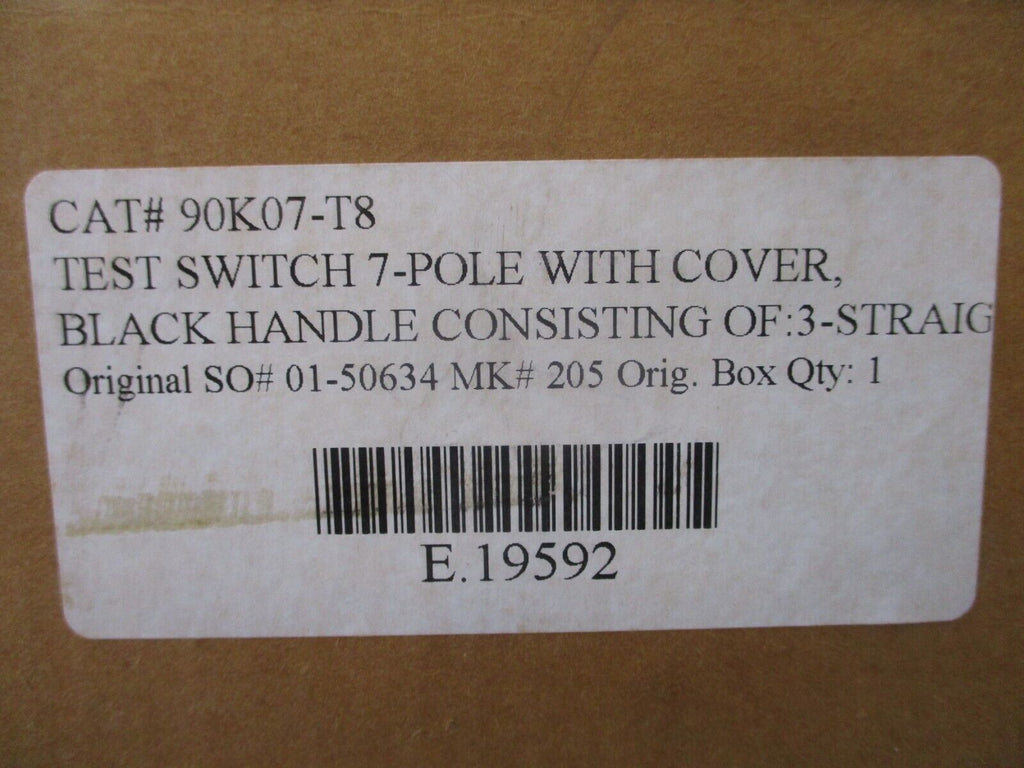 CAT# 90K07-T8
TEST SWITCH 7-POLE WITH COVER,
BLACK HANDLE CONSISTING OF:3-STRAIG
Original SO# 01-50634 MK# 205 Orig. Box Qty: 1
E.19592